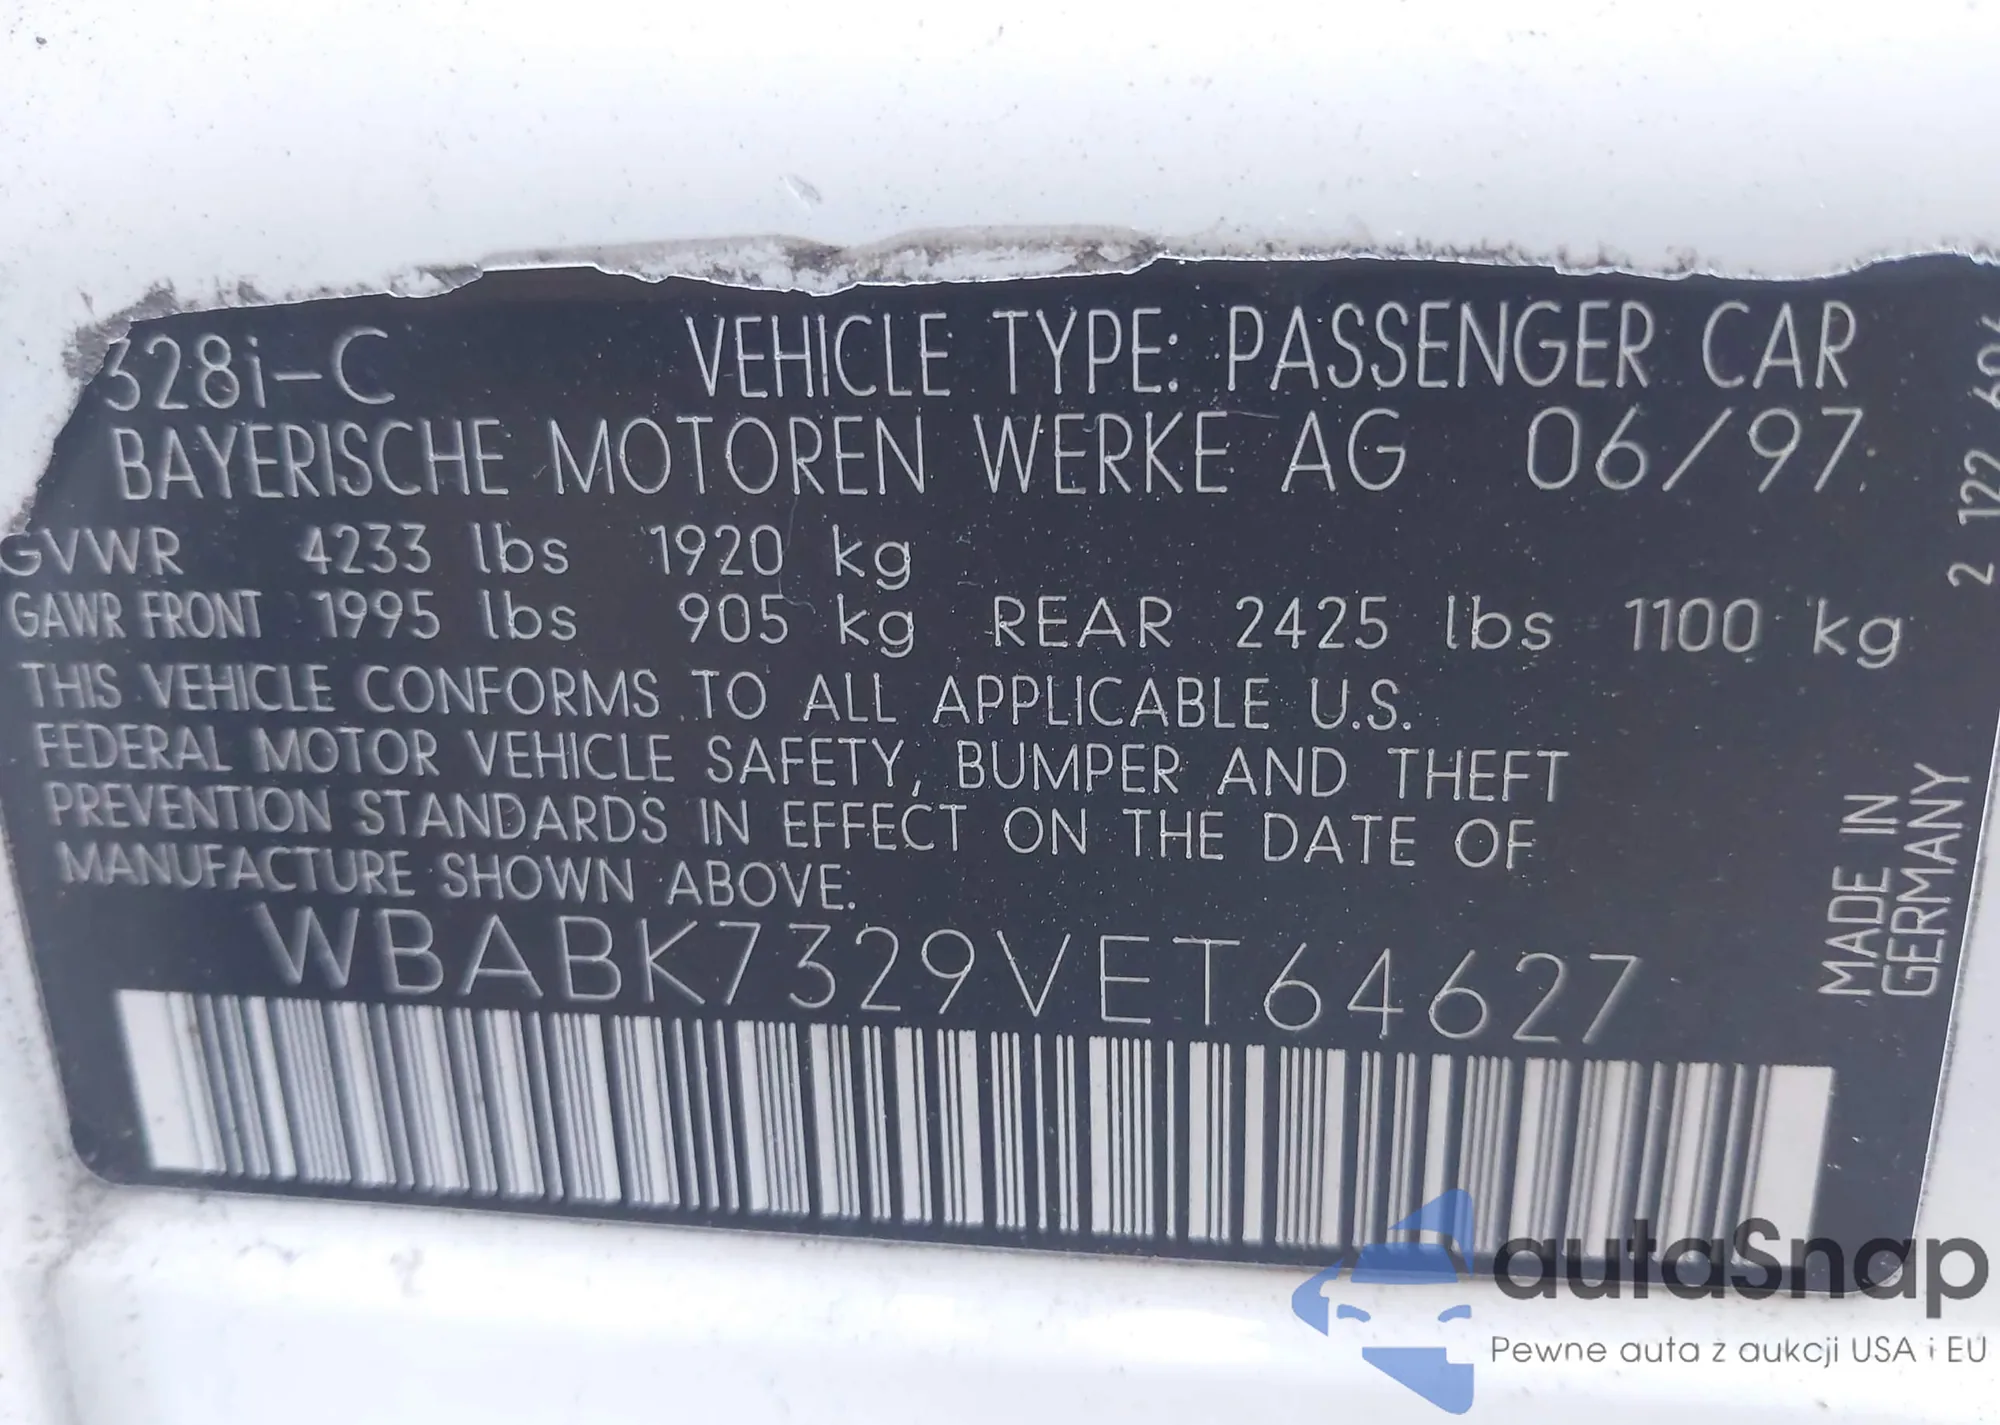 328i-C VEHICLE TYPE: PASSENGER CAR
BAYERISCHE MOTOREN WERKE AG 06/97
GVWR 4233 lbs 1920 kg
GAWR FRONT 1995 lbs 905 kg REAR 2425 lbs 1100 kg
THIS VEHICLE CONFORMS TO ALL APPLICABLE U.S.
FEDERAL MOTOR VEHICLE SAFETY, BUMPER AND THEFT
PREVENTION STANDARDS IN EFFECT ON THE DATE OF
MANUFACTURE SHOWN ABOVE.
WBABK7329VET64627
2 122
MADE IN
GERMANY
autaSnap
Pewne auta z aukcji USA i EU